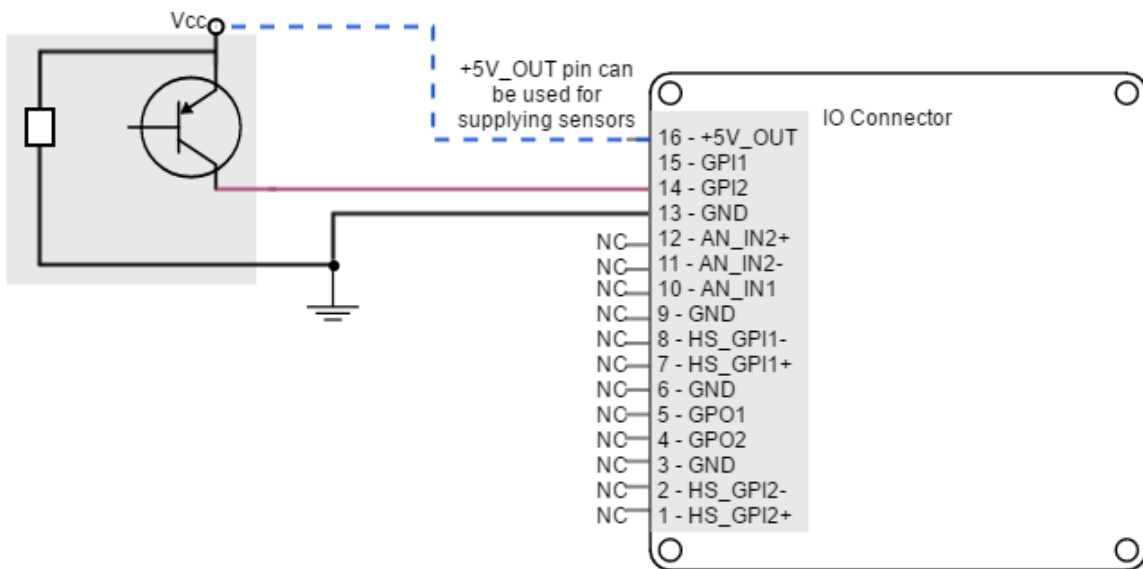 Vcc
+5V_OUT pin can
be used for
supplying sensors
IO Connector
16 - +5V_OUT
15 - GPI1
14 - GPI2
13 - GND
NC 12 - AN_IN2+
NC 11 - AN_IN2-
NC 10 - AN_IN1
NC 9 - GND
NC 8 - HS_GPI1-
NC 7 - HS_GPI1+
NC 6 - GND
NC 5 - GPO1
NC 4 - GPO2
NC 3 - GND
NC 2 - HS_GPI2-
NC 1 - HS_GPI2+